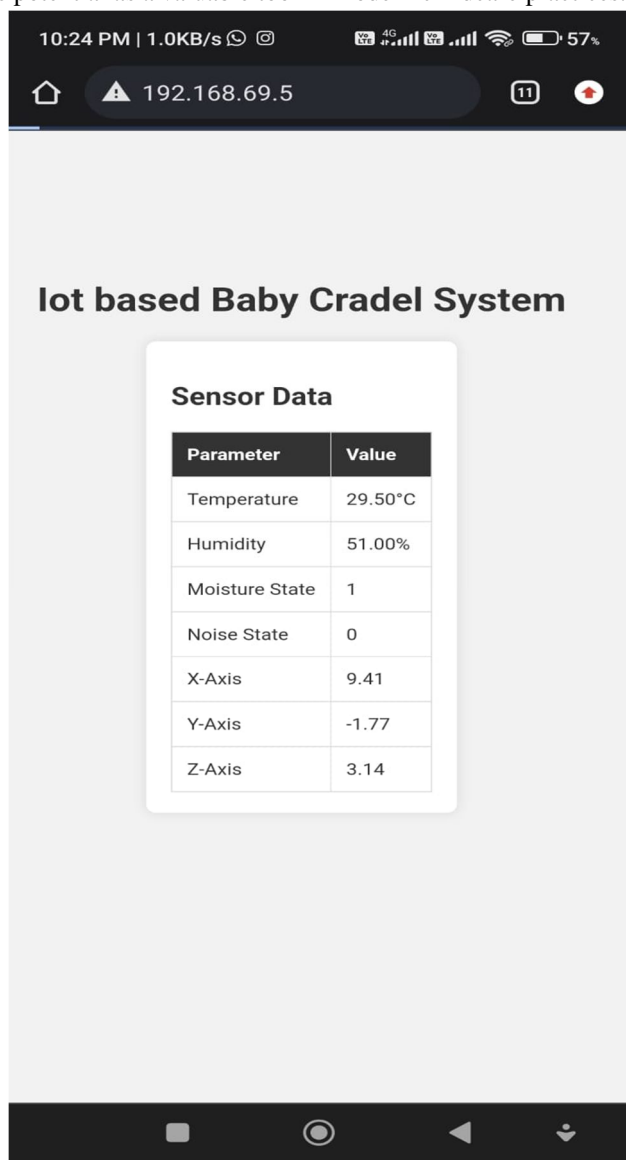 10:24 PM | 1.0KB/s 4G 57%
192.168.69.5 11
Iot based Baby Cradel System
Sensor Data
Parameter Value
Temperature 29.50°C
Humidity 51.00%
Moisture State 1
Noise State 0
X-Axis 9.41
Y-Axis -1.77
Z-Axis 3.14